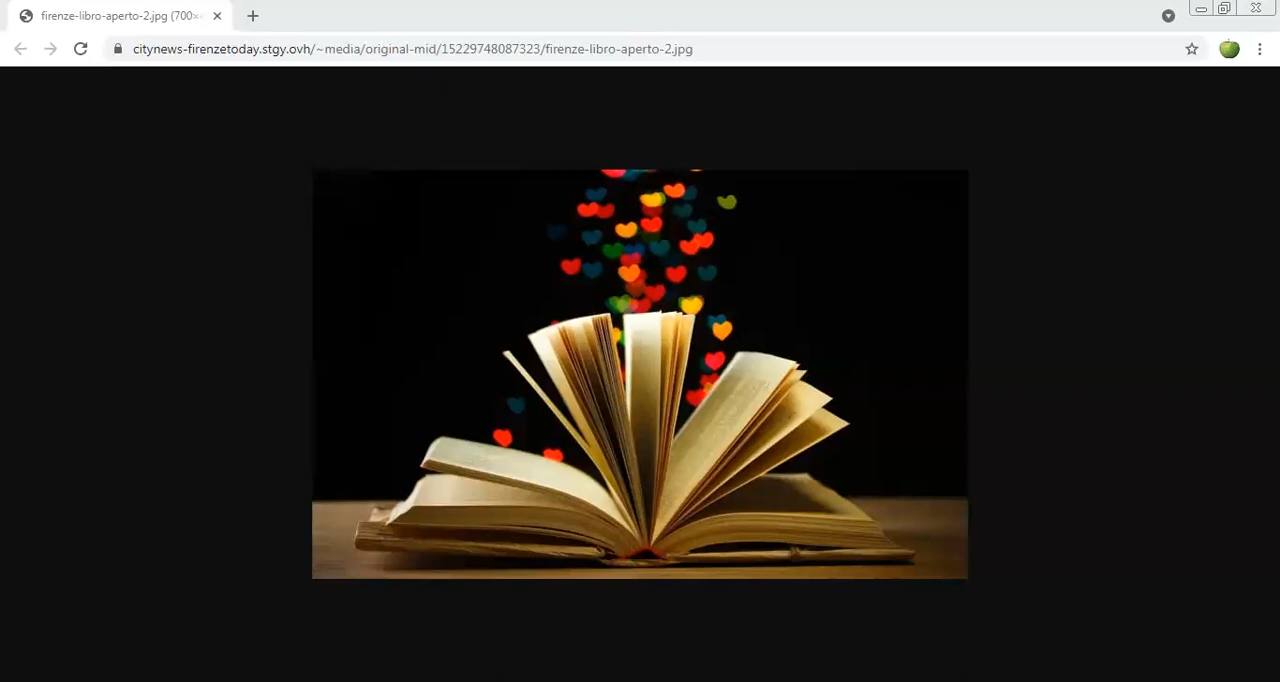 firenze-libro-aperto-2.jpg (700×
citynews-firenzetoday.stgy.ovh/~media/original-mid/15229748087323/firenze-libro-aperto-2.jpg